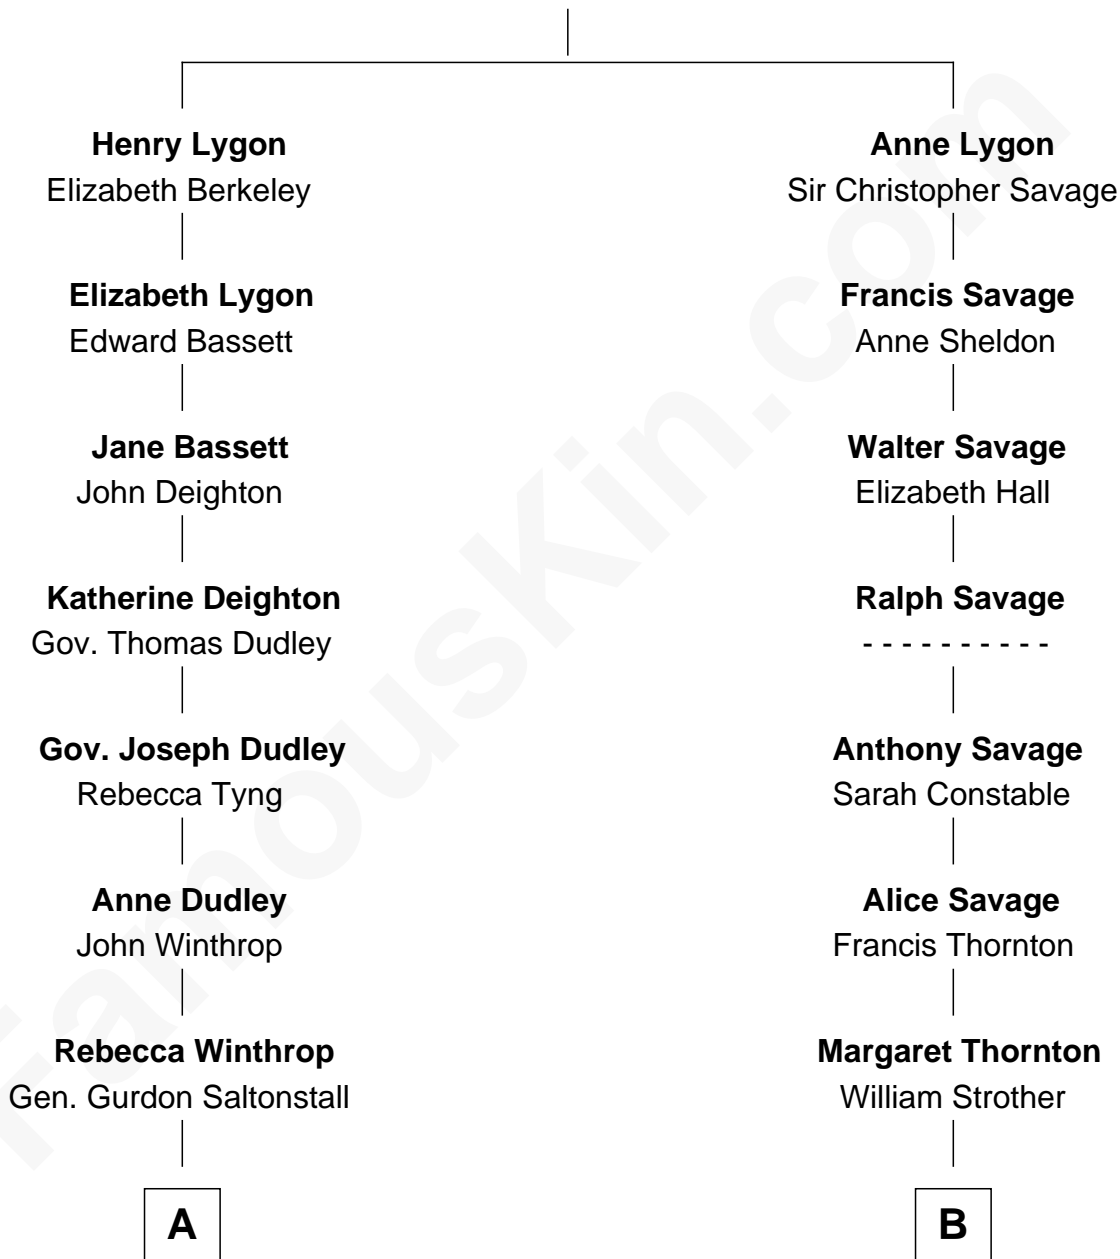 Henry Lygon
Elizabeth Berkeley
Elizabeth Lygon
Edward Bassett
Jane Bassett
John Deighton
Katherine Deighton
Gov. Thomas Dudley
Gov. Joseph Dudley
Rebecca Tyng
Anne Dudley
John Winthrop
Rebecca Winthrop
Gen. Gurdon Saltonstall
A
Anne Lygon
Sir Christopher Savage
Francis Savage
Anne Sheldon
Walter Savage
Elizabeth Hall
Ralph Savage
- - - - - - - - - -
Anthony Savage
Sarah Constable
Alice Savage
Francis Thornton
Margaret Thornton
William Strother
B
FamousKin.com